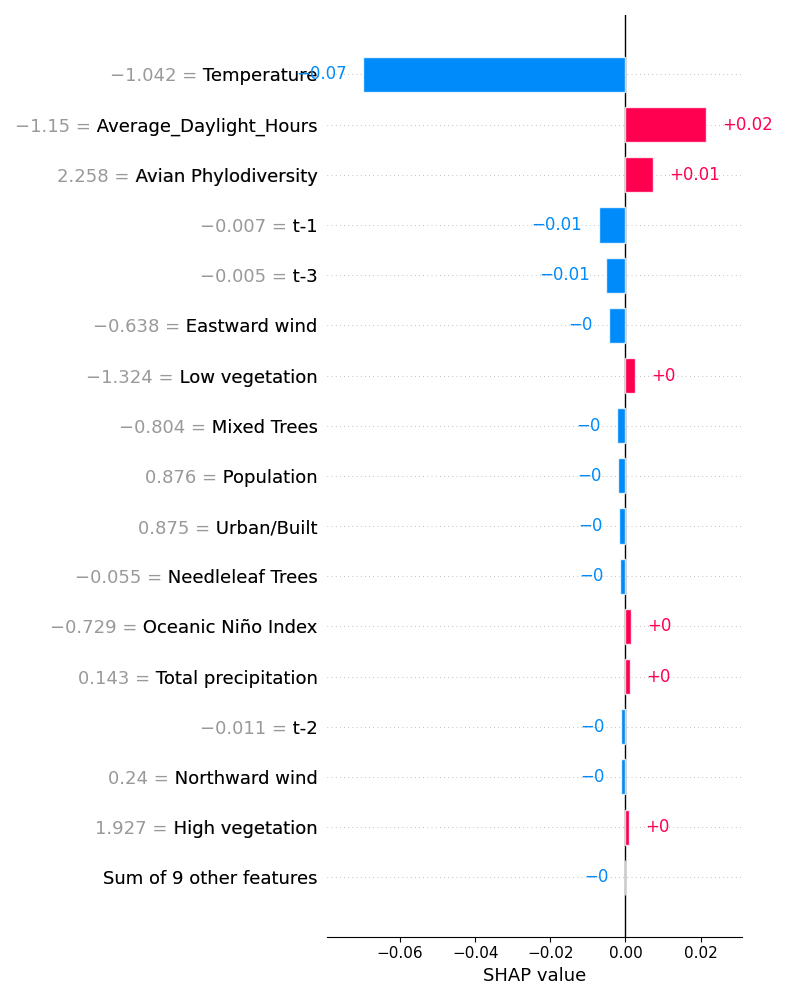 −1.042 = Temperature −0.07
−1.15 = Average_Daylight_Hours +0.02
2.258 = Avian Phylodiversity +0.01
−0.007 = t-1 −0.01
−0.005 = t-3 −0.01
−0.638 = Eastward wind −0
−1.324 = Low vegetation +0
−0.804 = Mixed Trees −0
0.876 = Population −0
0.875 = Urban/Built −0
−0.055 = Needleleaf Trees −0
−0.729 = Oceanic Niño Index +0
0.143 = Total precipitation +0
−0.011 = t-2 −0
0.24 = Northward wind −0
1.927 = High vegetation +0
Sum of 9 other features −0
−0.06 −0.04 −0.02 0.00 0.02
SHAP value